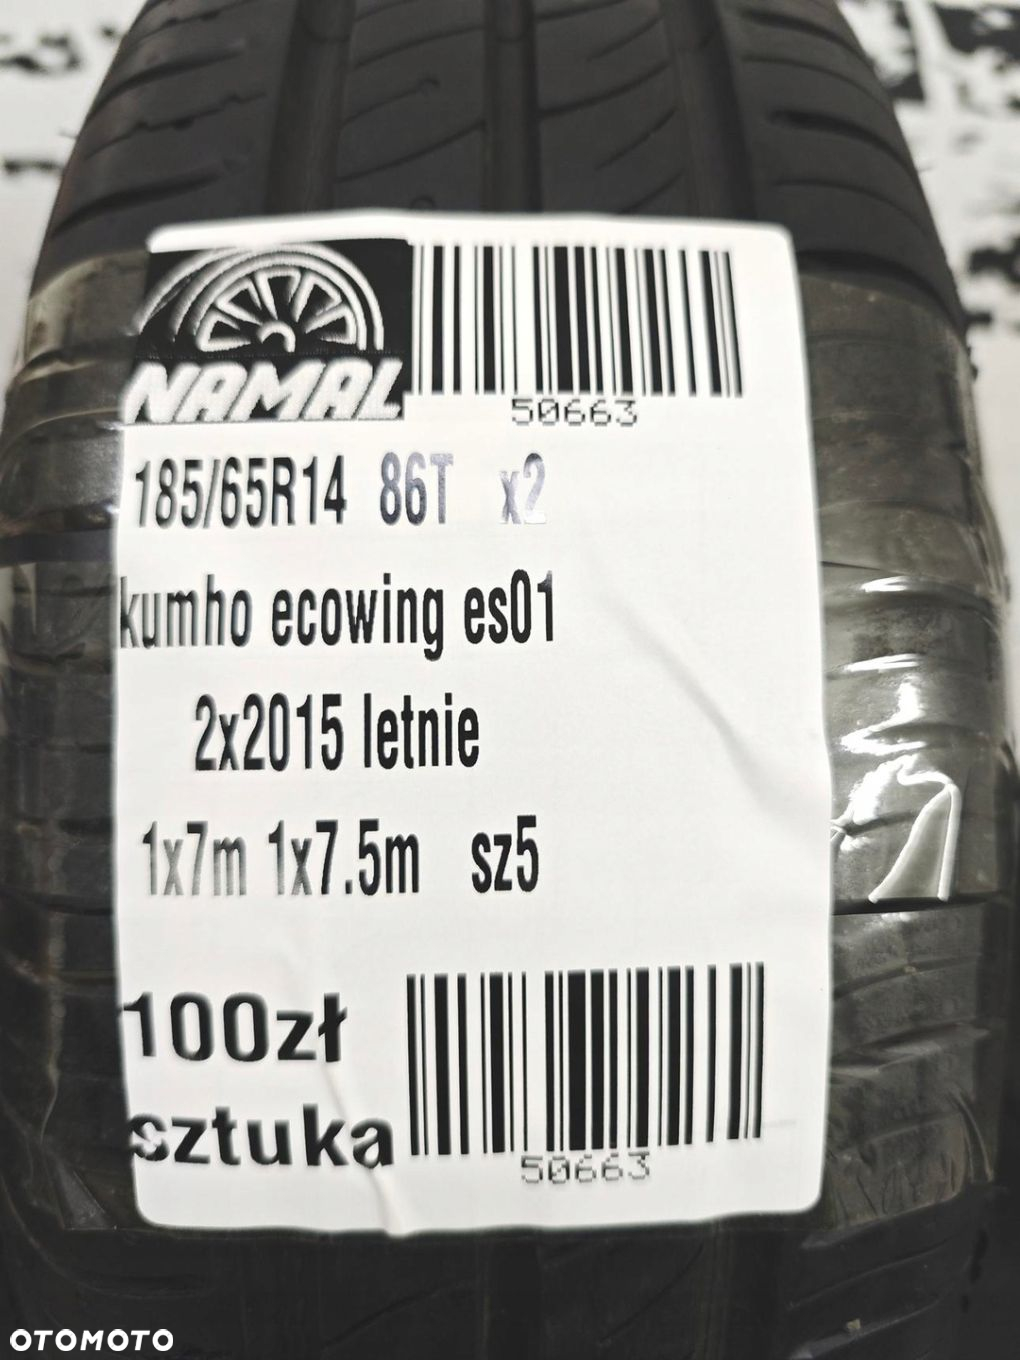 NAMAL
50663
185/65R14 86T x2
kumho ecowing es01
2x2015 letnie
1x7m 1x7.5m sz5
100zł
sztuka
50663
OTOMOTO